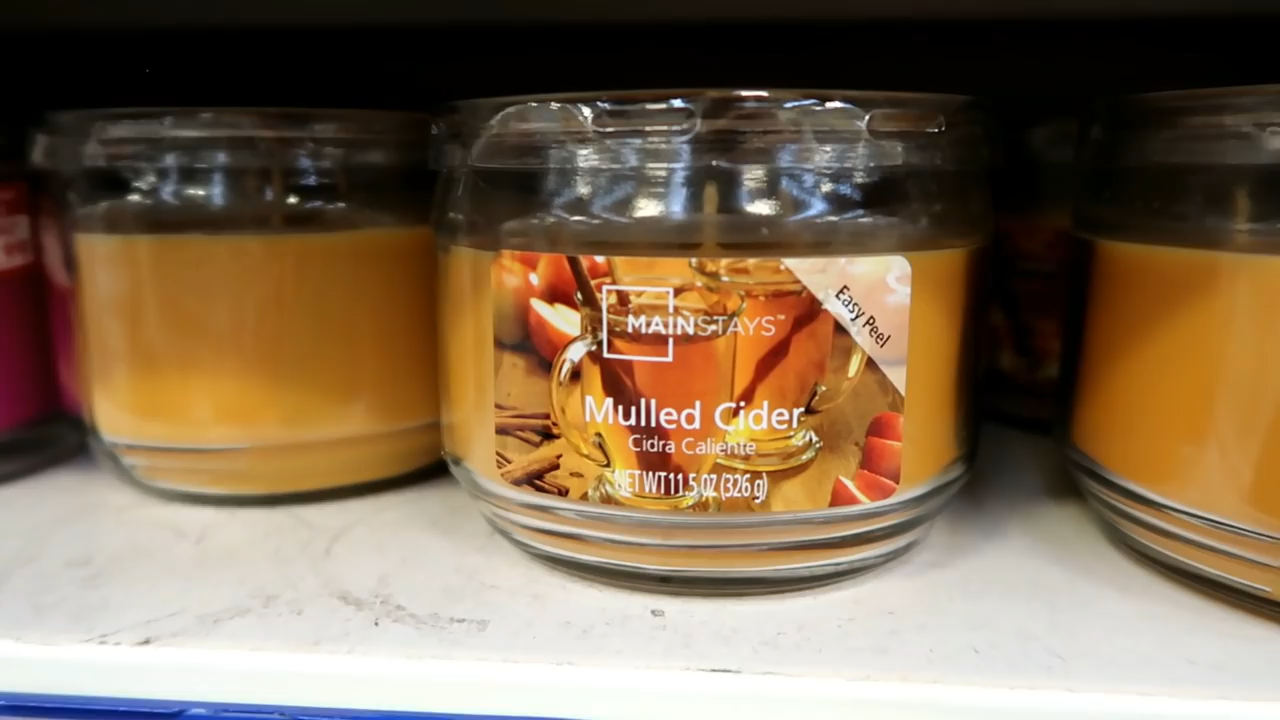 MAINSTAYS™
Easy Peel
Mulled Cider
Cidra Caliente
NET WT 11.5 OZ (326 g)